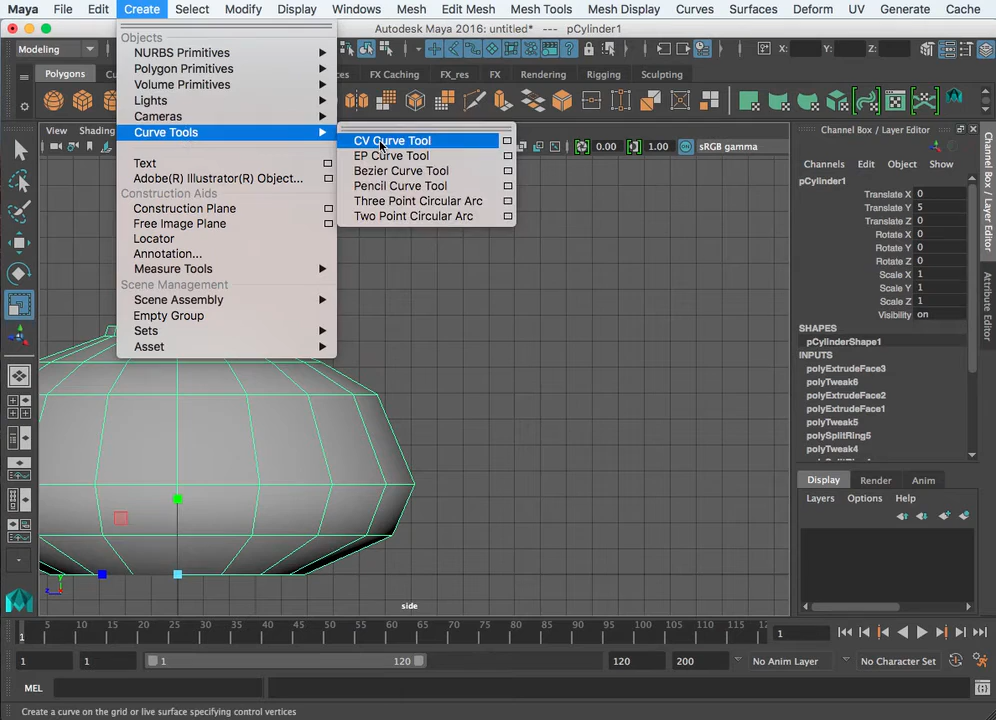 Maya File Edit Create Select Modify Display Windows Mesh Edit Mesh Mesh Tools Mesh Display Curves Surfaces Deform UV Generate Cache
Autodesk Maya 2016: untitled* --- pCylinder1
Modeling X: Y: Z:
Polygons FX Caching FX_res FX Rendering Rigging Sculpting
Objects
NURBS Primitives
Polygon Primitives
Volume Primitives
Lights
Cameras
Curve Tools
Text
Adobe(R) Illustrator(R) Object...
Construction Aids
Construction Plane
Free Image Plane
Locator
Annotation...
Measure Tools
Scene Management
Scene Assembly
Empty Group
Sets
Asset
CV Curve Tool
EP Curve Tool
Bezier Curve Tool
Pencil Curve Tool
Three Point Circular Arc
Two Point Circular Arc
View Shading
0.00 1.00 sRGB gamma
side
Channel Box / Layer Editor
Channels Edit Object Show
pCylinder1
Translate X 0
Translate Y 5
Translate Z 0
Rotate X 0
Rotate Y 0
Rotate Z 0
Scale X 1
Scale Y 1
Scale Z 1
Visibility on
SHAPES
pCylinderShape1
INPUTS
polyExtrudeFace3
polyTweak6
polyExtrudeFace2
polyExtrudeFace1
polyTweak5
polySplitRing5
polyTweak4
Display Render Anim
Layers Options Help
Channel Box / Layer Editor
Attribute Editor
1 5 10 15 20 25 30 35 40 45 50 55 60 65 70 75 80 85 90 95 100 105 110 115 12 1
1 1 1 120 120 200 No Anim Layer No Character Set
MEL
Create a curve on the grid or live surface specifying control vertices